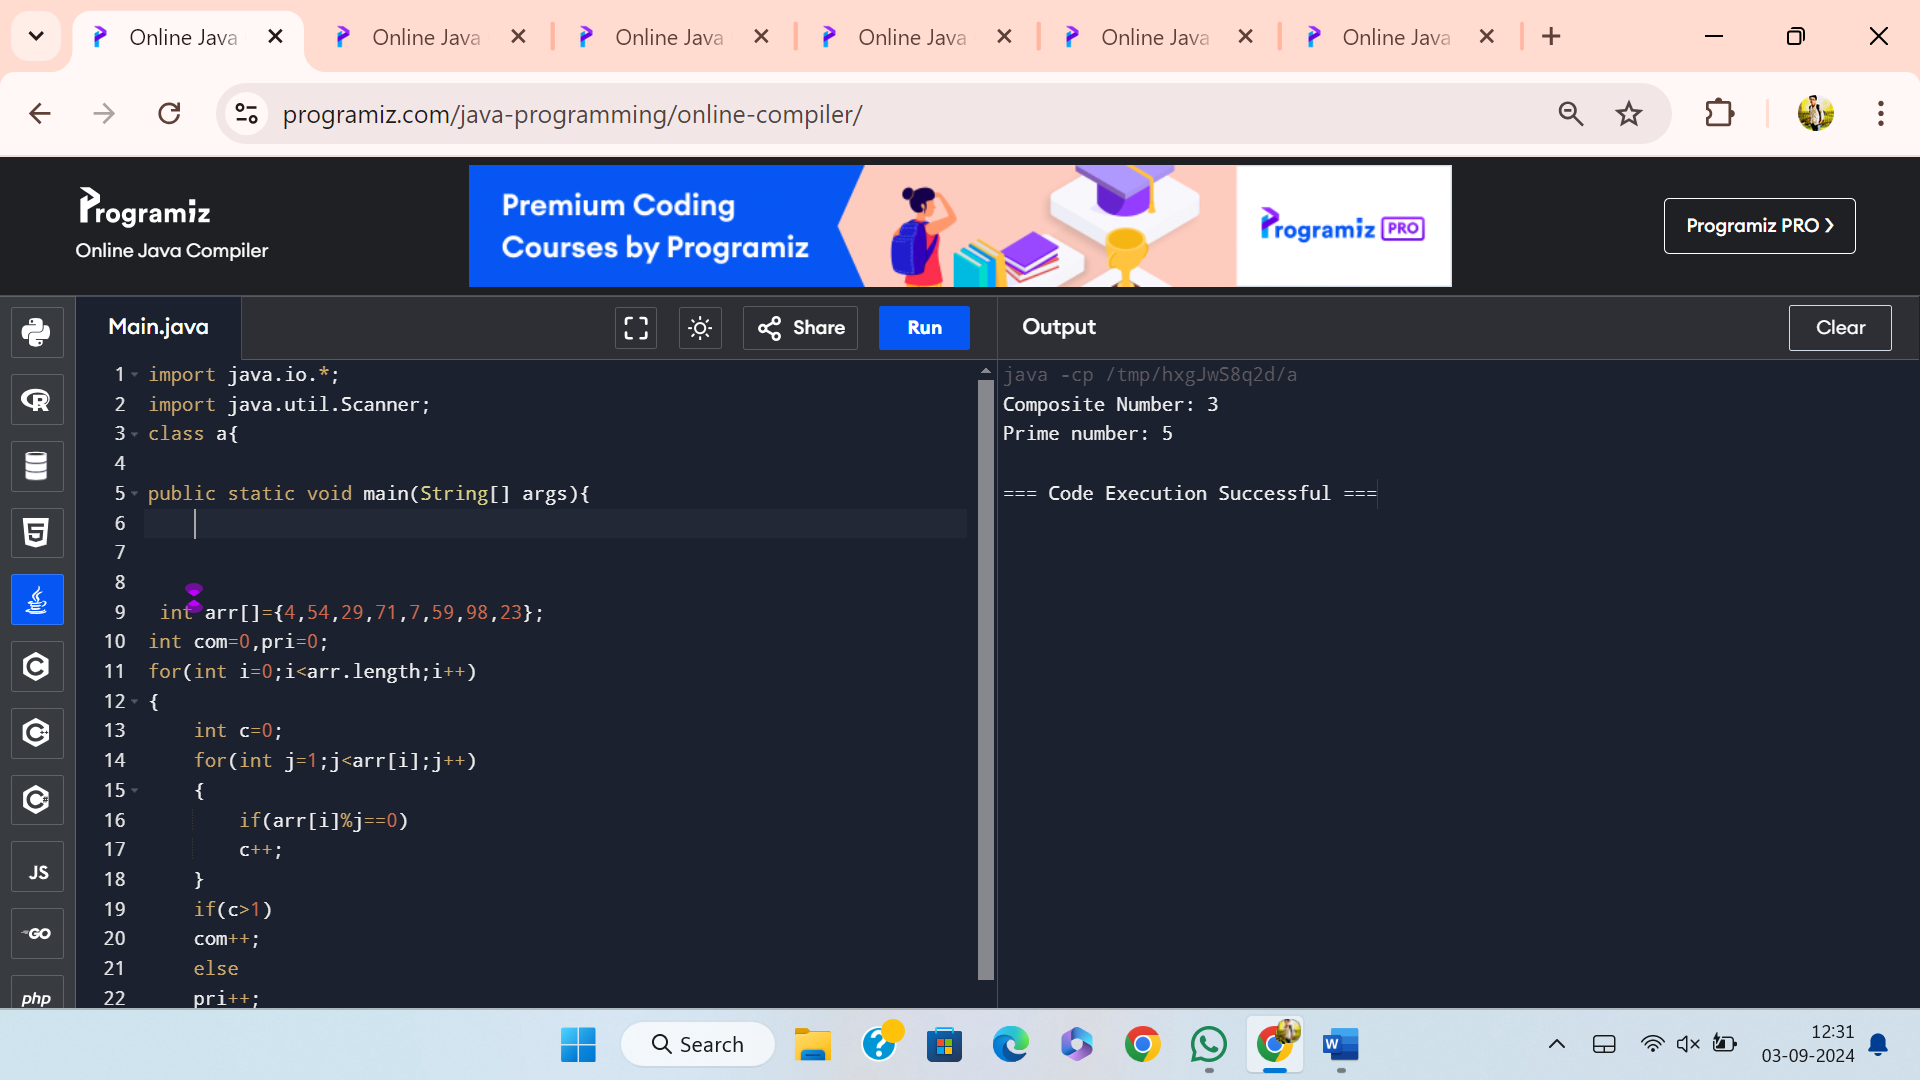 Online Java
Online Java
Online Java
Online Java
Online Java
Online Java
programiz.com/java-programming/online-compiler/
Programiz
Online Java Compiler
Premium Coding
Courses by Programiz
Programiz PRO
Programiz PRO ❯
Main.java
Share
Run
Output
Clear
1 import java.io.*;
2 import java.util.Scanner;
3 class a{
4
5 public static void main(String[] args){
6
7
8
9 int arr[]={4,54,29,71,7,59,98,23};
10 int com=0,pri=0;
11 for(int i=0;i<arr.length;i++)
12 {
13 int c=0;
14 for(int j=1;j<arr[i];j++)
15 {
16 if(arr[i]%j==0)
17 c++;
18 }
19 if(c>1)
20 com++;
21 else
22 pri++;
java -cp /tmp/hxgJwS8q2d/a
Composite Number: 3
Prime number: 5
=== Code Execution Successful ===
R
5
C
C++
C#
JS
GO
php
Search
W
12:31
03-09-2024